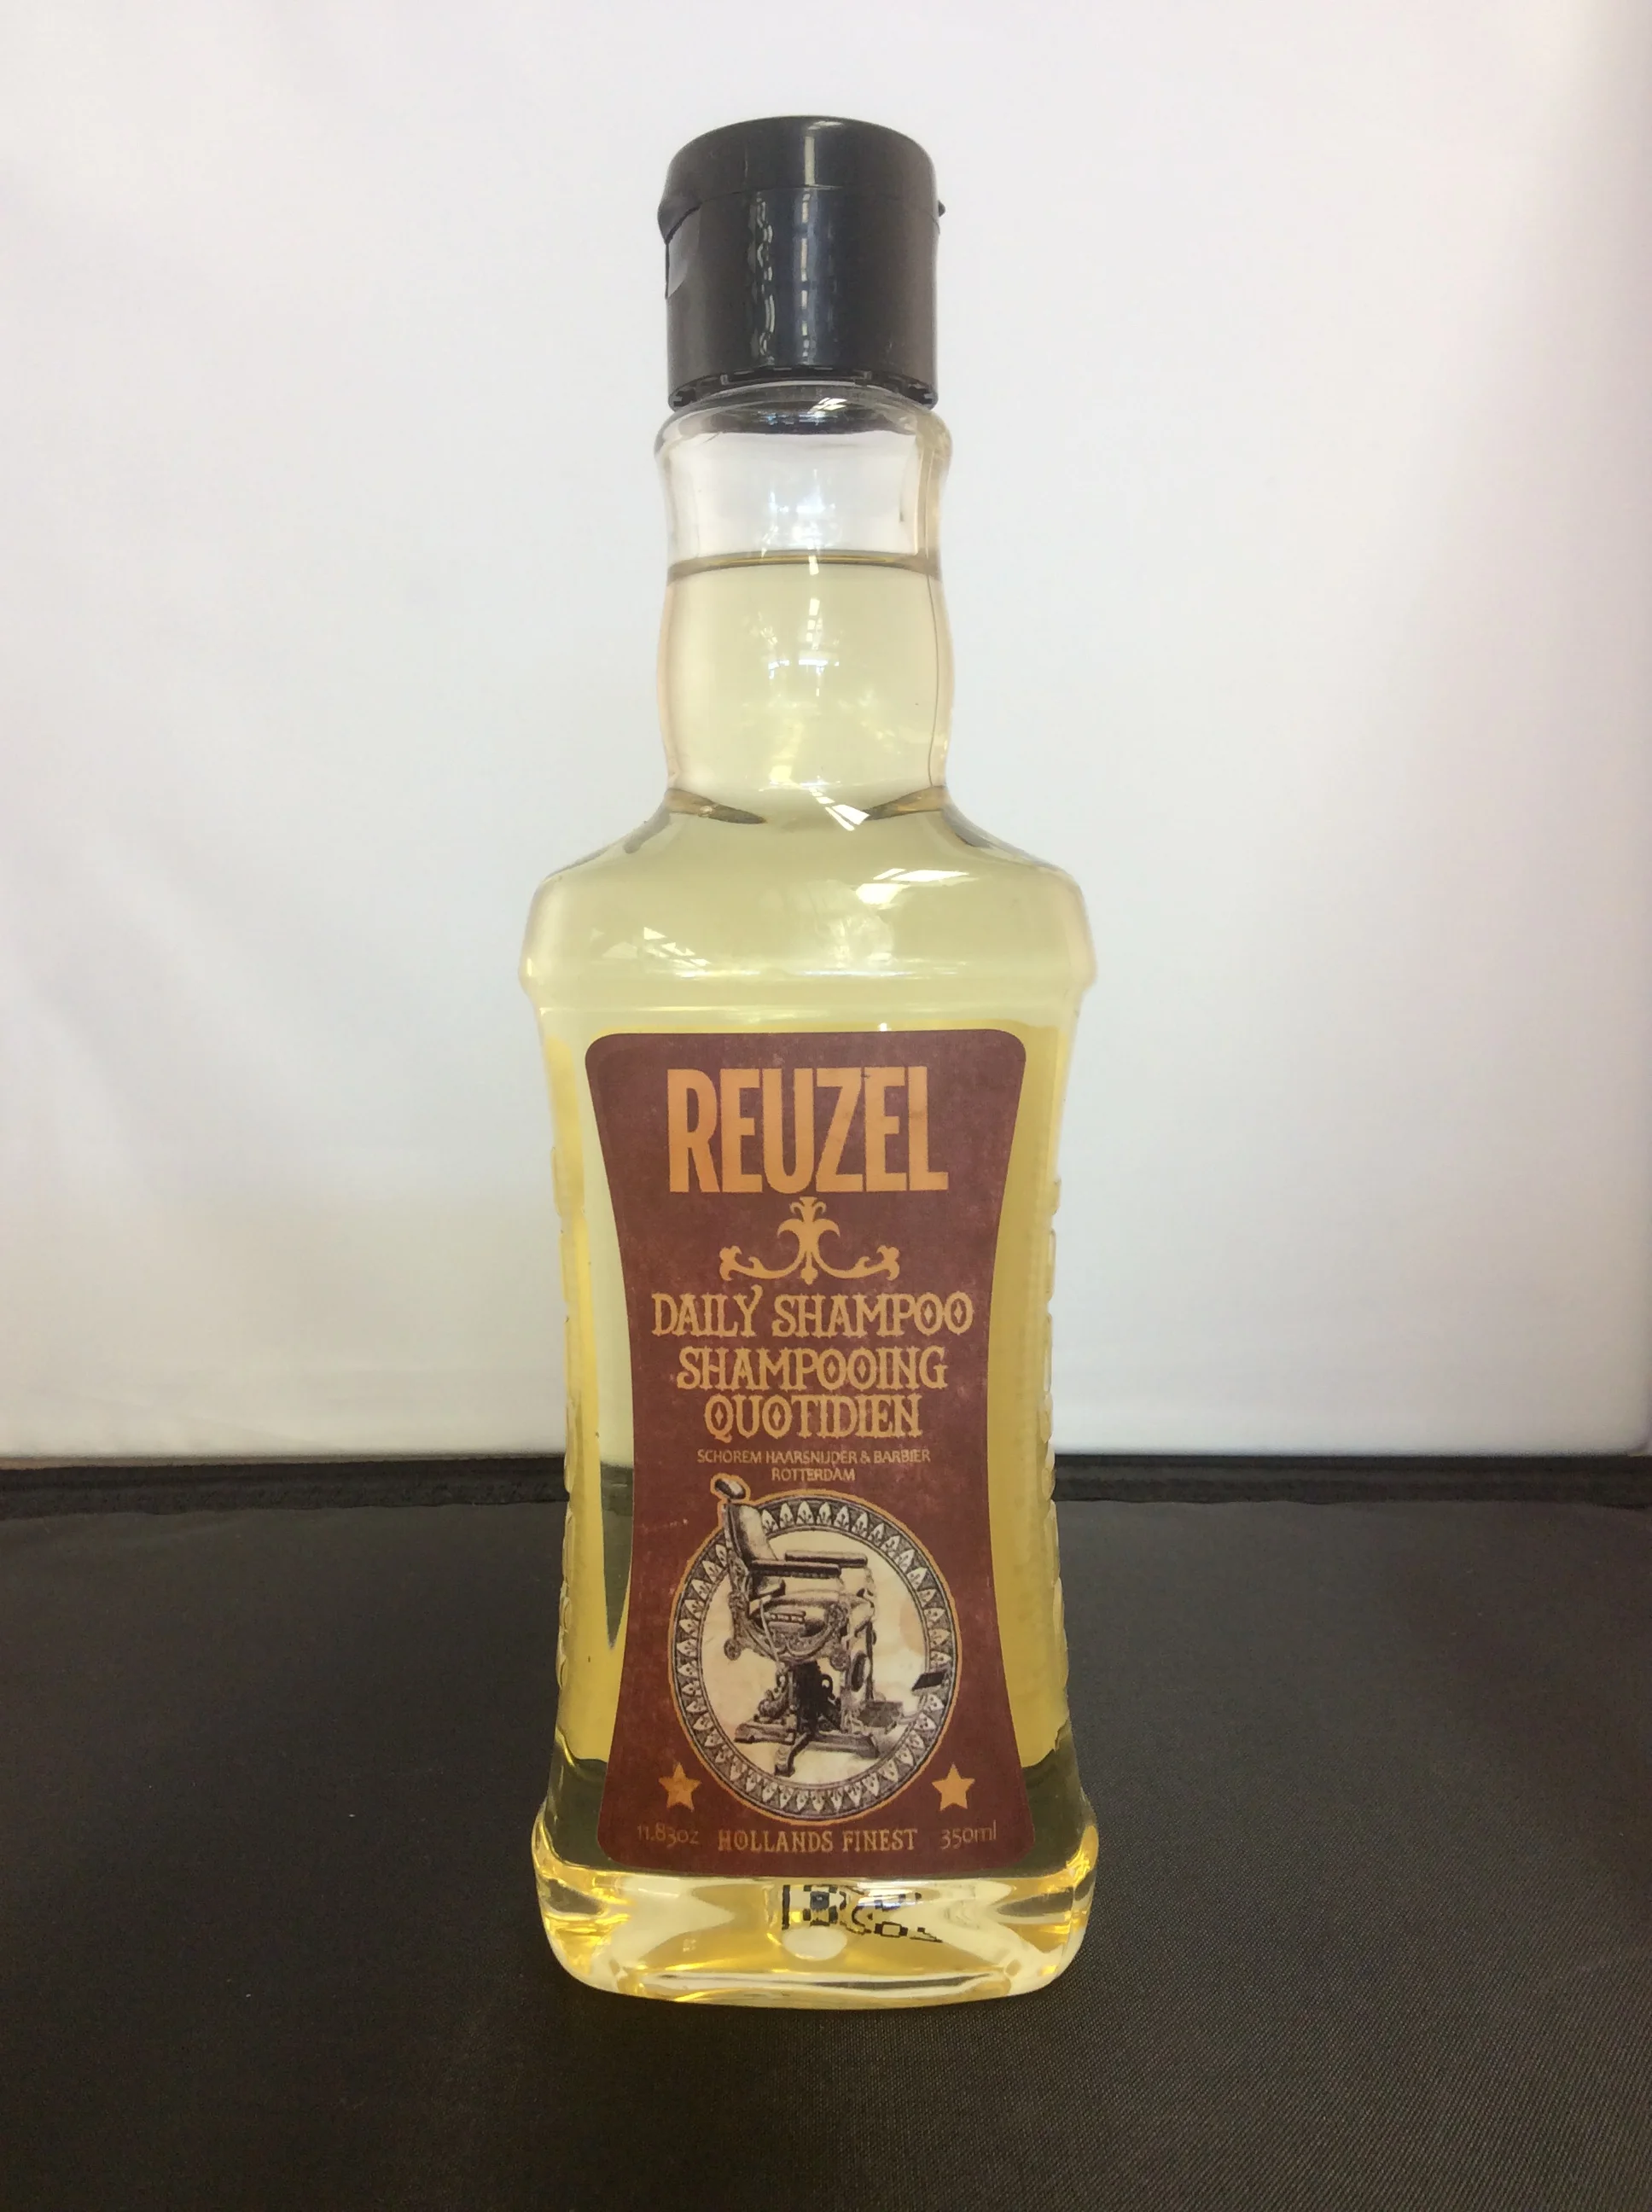 REUZEL
DAILY SHAMPOO
SHAMPOOING
QUOTIDIEN
SCHOREM HAARSNIJDER & BARBIER
ROTTERDAM
11.83oz HOLLANDS FINEST 350ml